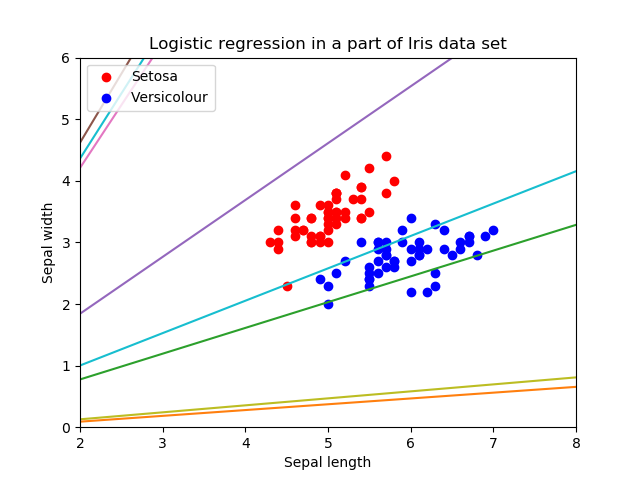 Logistic regression in a part of Iris data set
Setosa
Versicolour
Sepal width
6
5
4
3
2
1
0
2 3 4 5 6 7 8
Sepal length